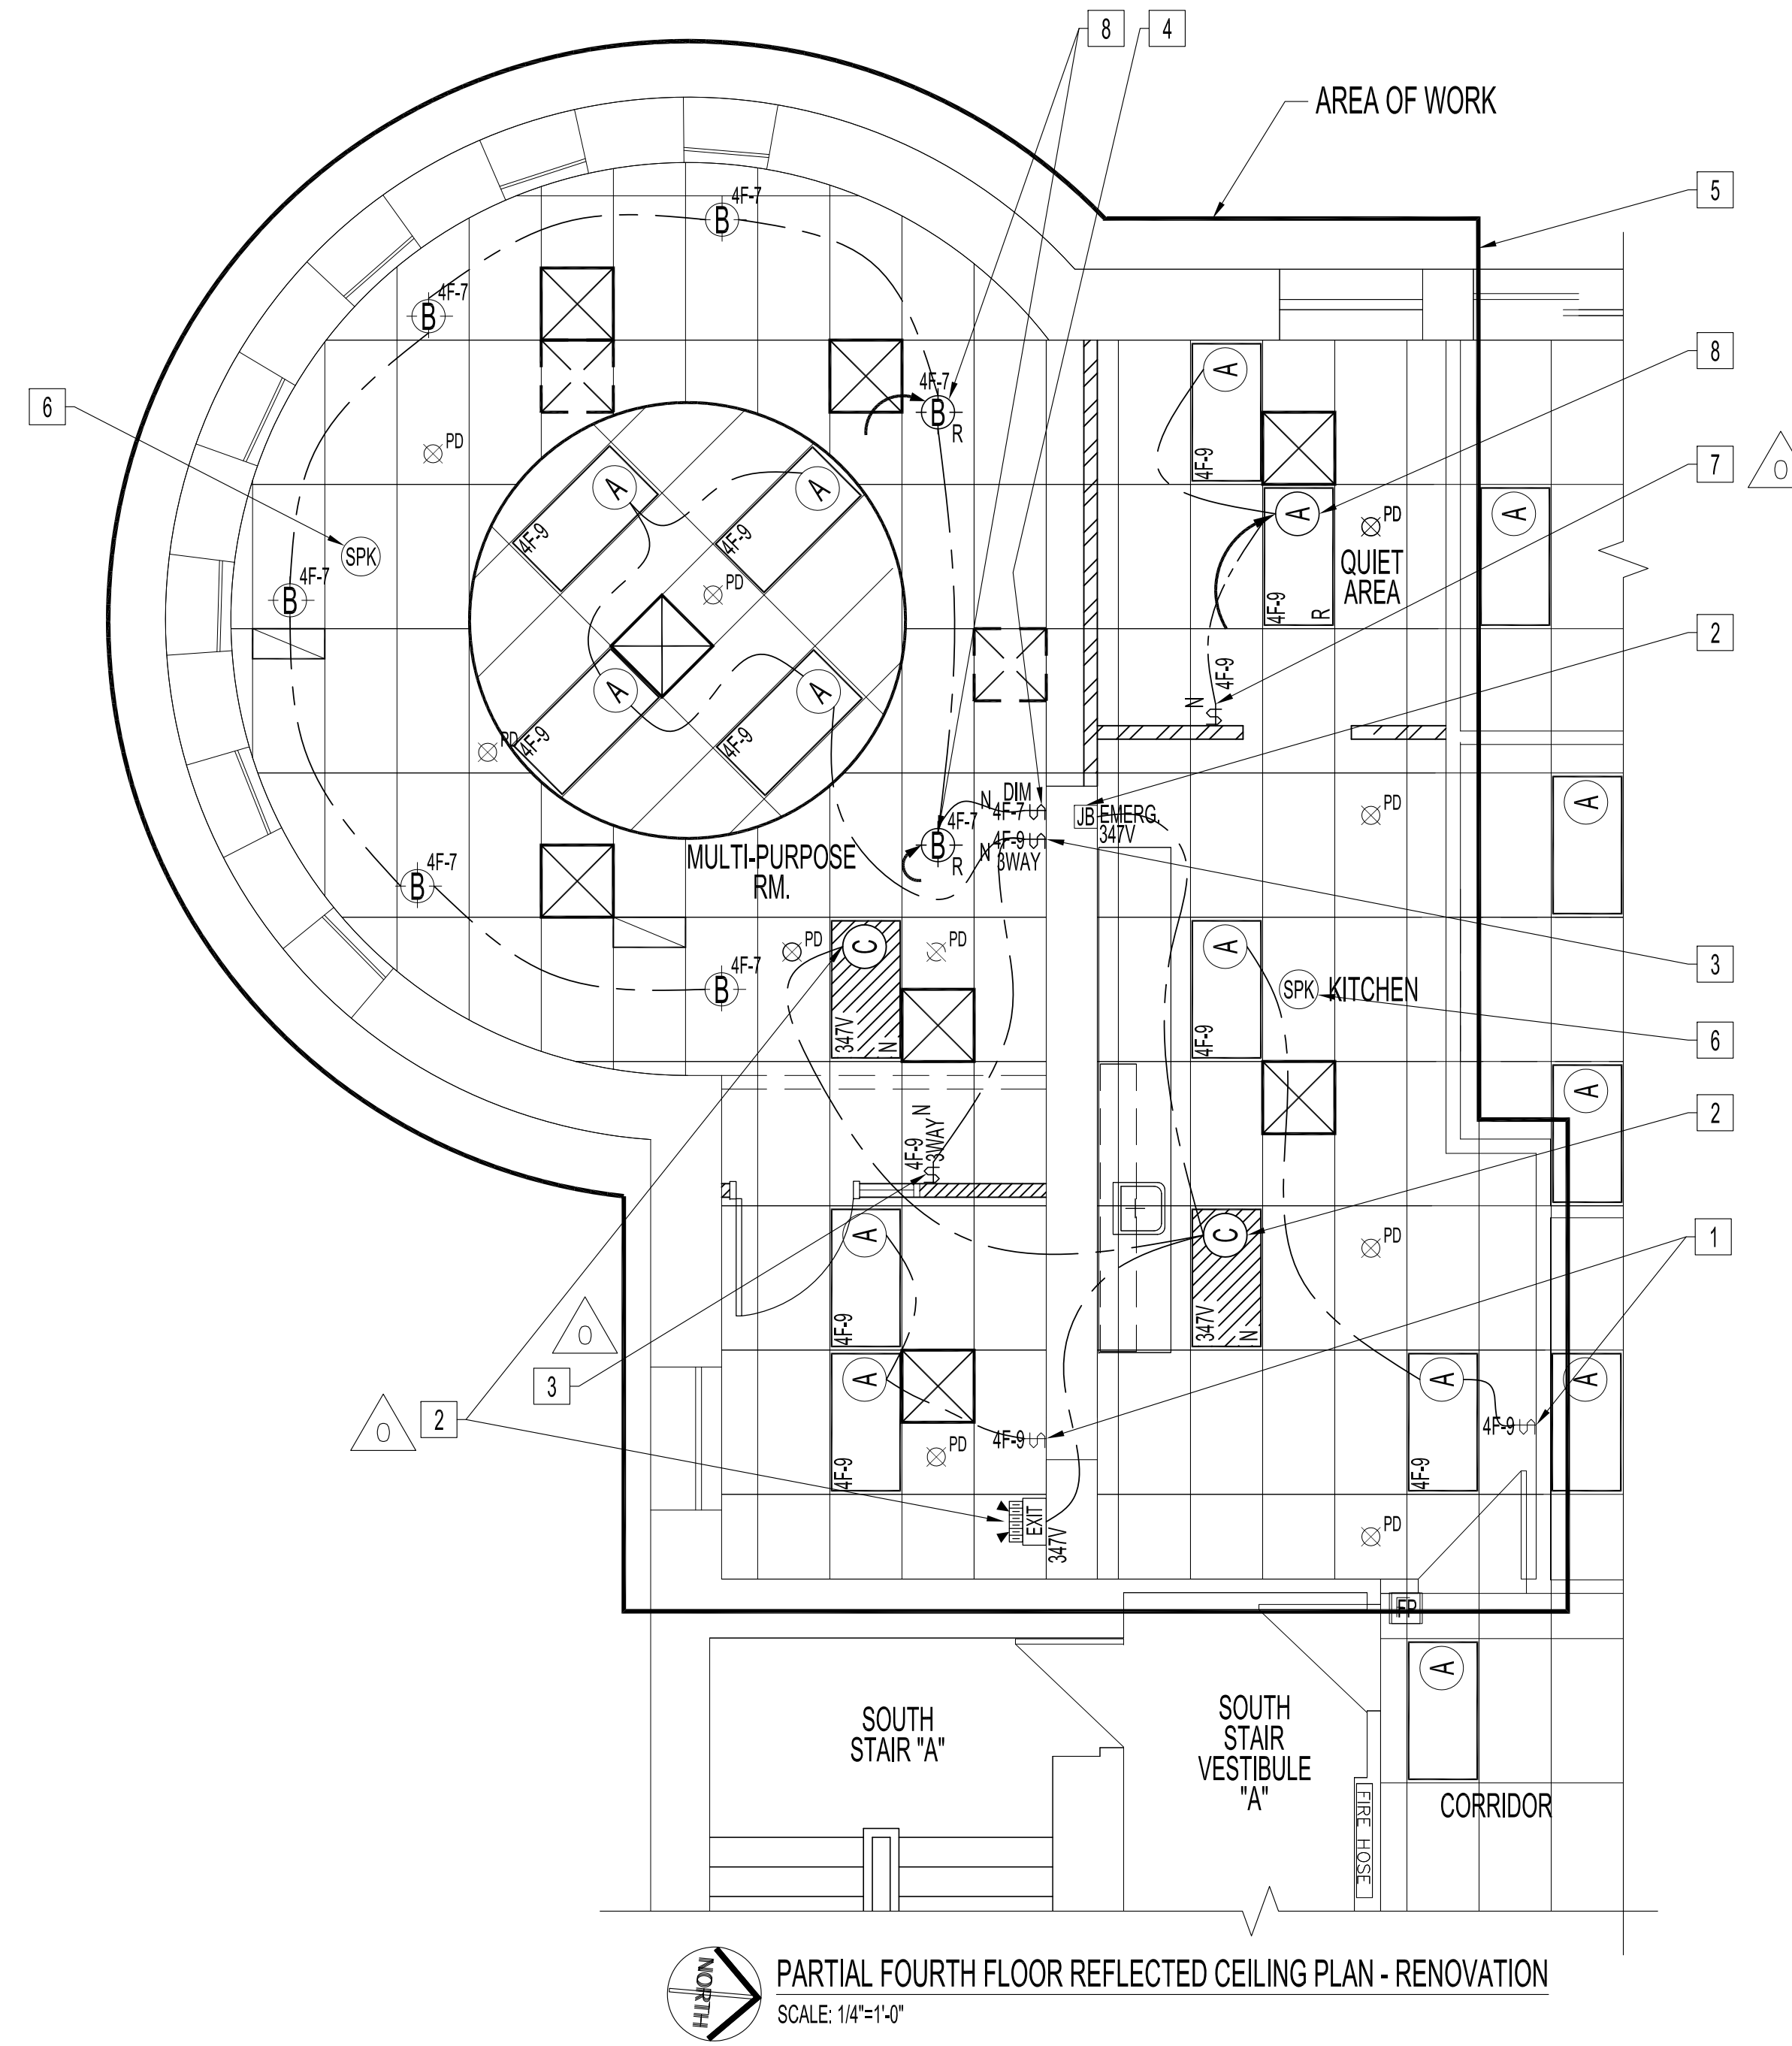 8
4
AREA OF WORK
5
4F-7
B
4F-7
B
8
A
6
4F-7
B
R
PD
4F-9
7
0
A
A
4F-9
4F-9
A
PD
QUIET
AREA
4F-9
R
A
SPK
4F-7
B
PD
2
A
A
4F-9
4F-9
PD
4F-9
N
DIM
N
4F-7
JB
EMERG.
347V
4F-7
B
R
4F-9
N
3WAY
PD
A
MULTI-PURPOSE
RM.
4F-7
B
C
PD
PD
347V
N
4F-7
B
A
4F-9
SPK
KITCHEN
3
6
A
2
4F-9
3WAY
N
A
4F-9
C
347V
N
PD
1
0
3
0
2
A
4F-9
4F-9
PD
A
4F-9
4F-9
A
EXIT
347V
PD
FP
A
SOUTH
STAIR "A"
SOUTH
STAIR
VESTIBULE
"A"
FIRE HOSE
CORRIDOR
NORTH
PARTIAL FOURTH FLOOR REFLECTED CEILING PLAN - RENOVATION
SCALE: 1/4"=1'-0"